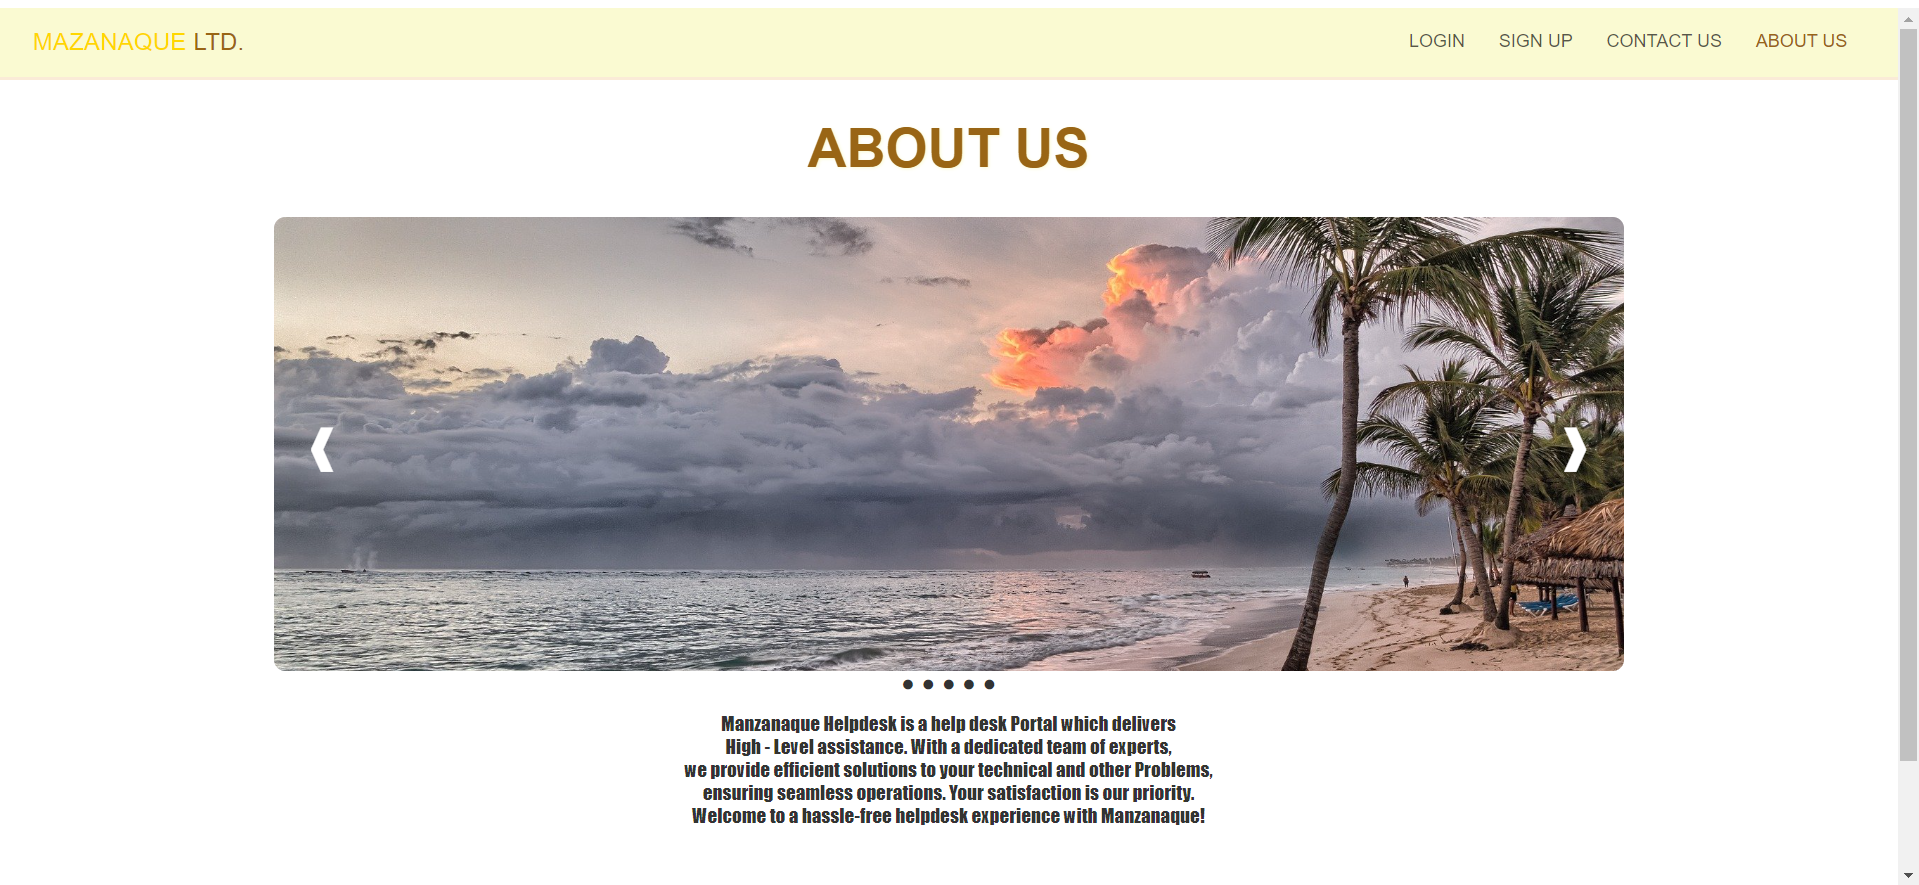 MAZANAQUE LTD.
LOGIN SIGN UP CONTACT US ABOUT US
ABOUT US
Manzanaque Helpdesk is a help desk Portal which delivers
High - Level assistance. With a dedicated team of experts,
we provide efficient solutions to your technical and other Problems,
ensuring seamless operations. Your satisfaction is our priority.
Welcome to a hassle-free helpdesk experience with Manzanaque!